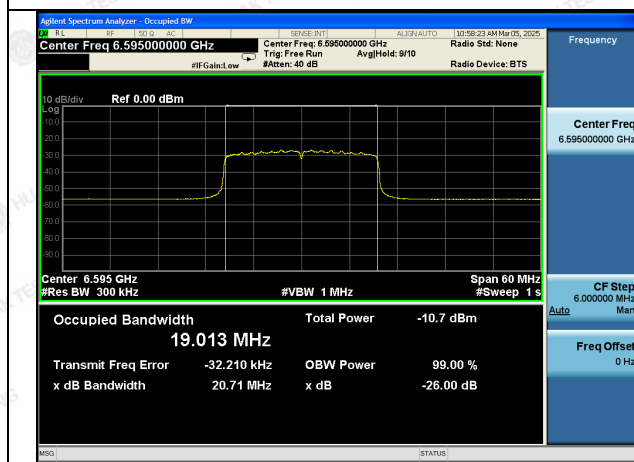 Agilent Spectrum Analyzer - Occupied BW
RL RF 50 Ω AC SENSE:INT ALIGN AUTO 10:58:23 AM Mar 05, 2025
Center Freq 6.595000000 GHz Center Freq: 6.595000000 GHz Radio Std: None Frequency
Trig: Free Run Avg|Hold: 9/10
#IFGain:Low #Atten: 40 dB Radio Device: BTS
10 dB/div Ref 0.00 dBm
Log
-10.0
-20.0
-30.0
-40.0
-50.0
-60.0
-70.0
-80.0
-90.0
Center Freq
6.595000000 GHz
Center 6.595 GHz Span 60 MHz
#Res BW 300 kHz #VBW 1 MHz #Sweep 1 s
CF Step
6.000000 MHz
Auto Man
Occupied Bandwidth Total Power -10.7 dBm
19.013 MHz
Freq Offset
0 Hz
Transmit Freq Error -32.210 kHz OBW Power 99.00 %
x dB Bandwidth 20.71 MHz x dB -26.00 dB
MSG STATUS